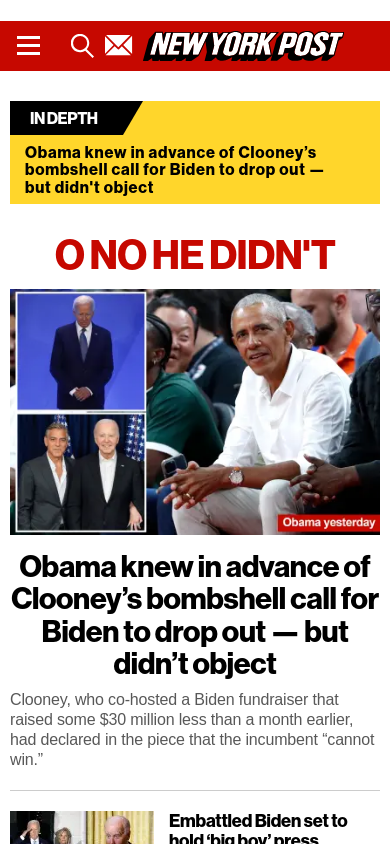 NEW YORK POST
IN DEPTH
Obama knew in advance of Clooney’s
bombshell call for Biden to drop out —
but didn't object
O NO HE DIDN'T
Obama yesterday
Obama knew in advance of
Clooney’s bombshell call for
Biden to drop out — but
didn’t object
Clooney, who co-hosted a Biden fundraiser that
raised some $30 million less than a month earlier,
had declared in the piece that the incumbent “cannot
win.”
Embattled Biden set to
hold ‘big boy’ press